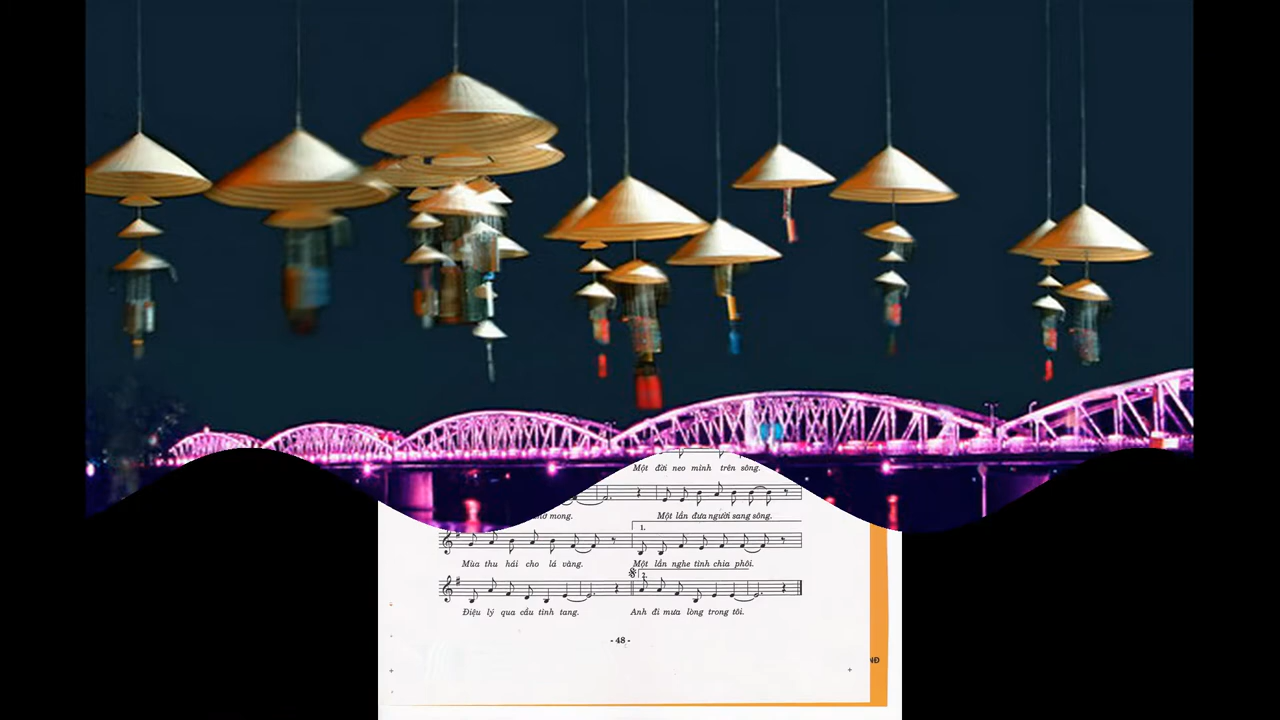 Một đời neo mình trên sông.
mong. Một lần đưa người sang sông.
1.
Mùa thu hái cho lá vàng. Một lần nghe tình chia phôi.
2.
Điệu lý qua cầu tình tang. Anh đi mưa lòng trong tôi.
- 48 -
NĐ